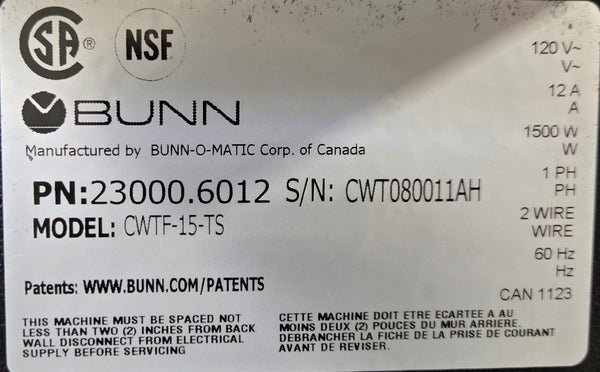 CSA®
NSF
BUNN
Manufactured by BUNN-O-MATIC Corp. of Canada
PN:23000.6012 S/N: CWT080011AH
MODEL: CWTF-15-TS
Patents: WWW.BUNN.COM/PATENTS
THIS MACHINE MUST BE SPACED NOT
LESS THAN TWO (2) INCHES FROM BACK
WALL DISCONNECT FROM ELECTRICAL
SUPPLY BEFORE SERVICING
CETTE MACHINE DOIT ETRE ECARTEE A AU
MOINS DEUX (2) POUCES DU MUR ARRIERE.
DEBRANCHER LA FICHE DE LA PRISE DE COURANT
AVANT DE REVISER.
120 V~
V~
12 A
A
1500 W
W
1 PH
PH
2 WIRE
WIRE
60 Hz
Hz
CAN 1123